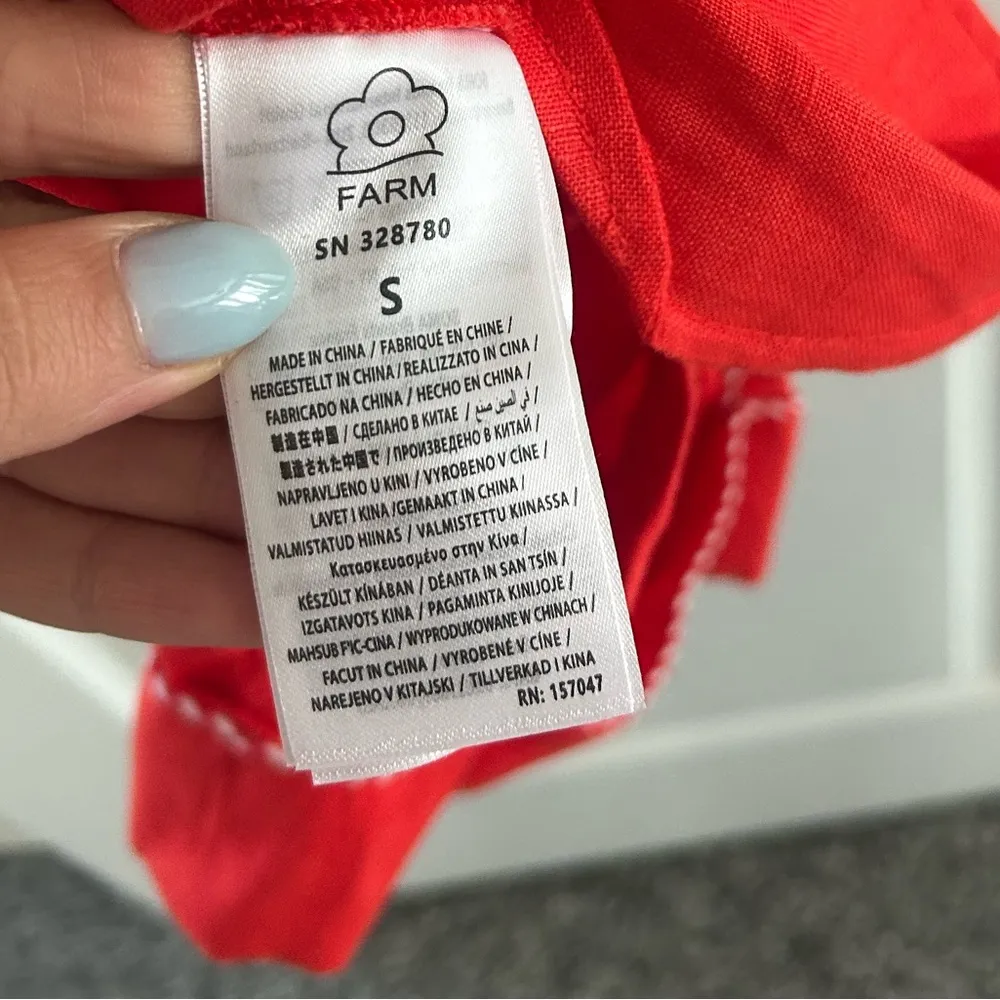 FARM
SN 328780
S
MADE IN CHINA / FABRIQUÉ EN CHINE /
HERGESTELLT IN CHINA / REALIZZATO IN CINA /
FABRICADO NA CHINA / HECHO EN CHINA /
製造在中国 / СДЕЛАНО В КИТАЕ / في الصين صنع /
製造された中国で / ПРОИЗВЕДЕНО В КИТАЙ /
NAPRAVLJENO U KINI / VYROBENO V CÍNE /
LAVET I KINA /GEMAAKT IN CHINA /
VALMISTATUD HIINAS / VALMISTETTU KIINASSA /
Κατασκευασμένο στην Κίνα /
KÉSZÜLT KÍNÁBAN / DÉANTA IN SAN TSÍN /
IZGATAVOTS KINA / PAGAMINTA KINIJOJE /
MAHSUB F'IC-CINA / WYPRODUKOWANE W CHINACH /
FACUT IN CHINA / VYROBENÉ V CÍNE /
NAREJENO V KITAJSKI / TILLVERKAD I KINA
RN: 157047